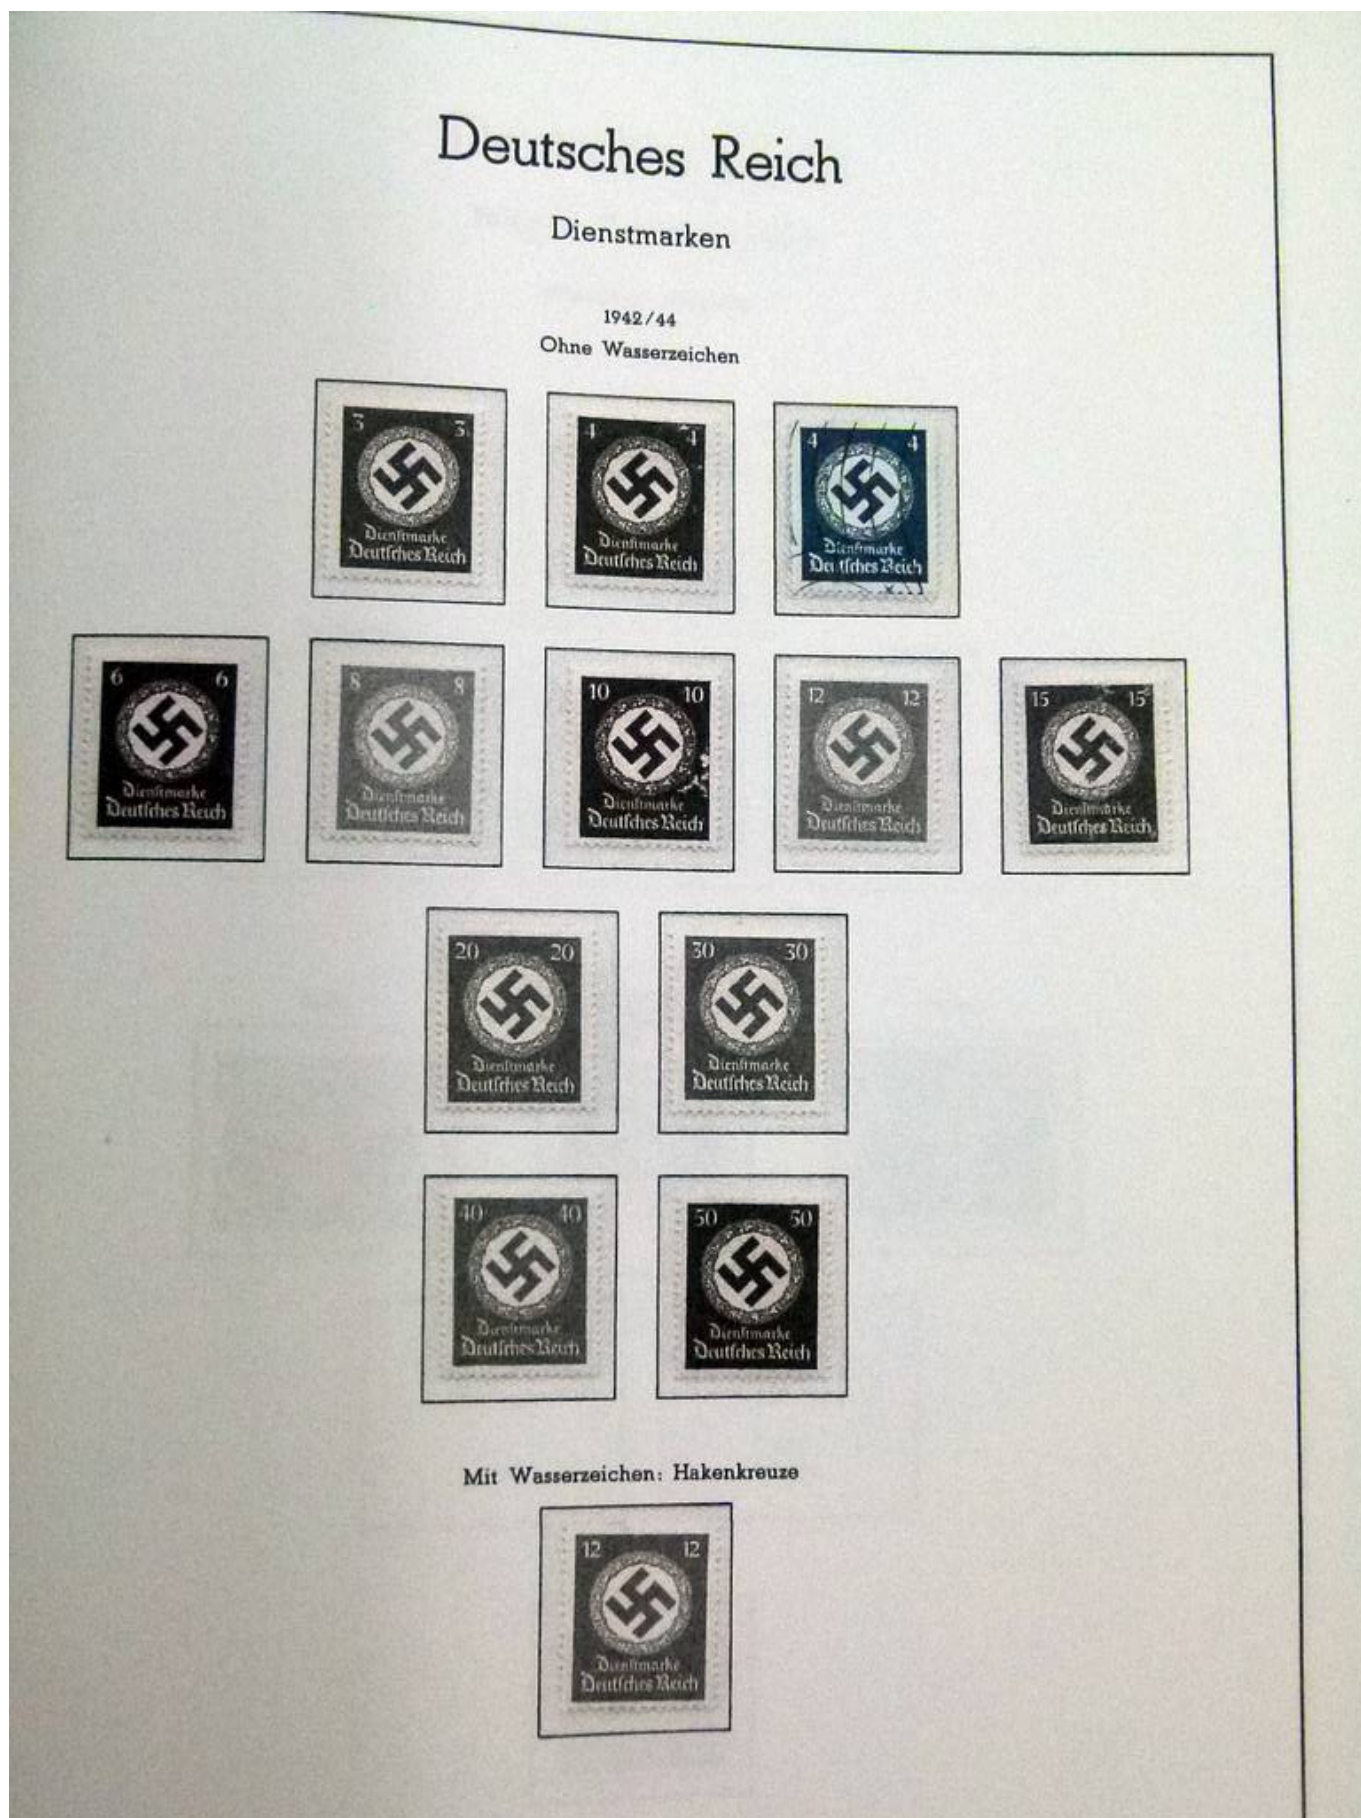 Deutsches Reich
Dienstmarken
1942/44
Ohne Wasserzeichen
3 3
Dienstmarke
Deutsches Reich
4 4
Dienstmarke
Deutsches Reich
4 4
Dienstmarke
Deutsches Reich
6 6
Dienstmarke
Deutsches Reich
8 8
Dienstmarke
Deutsches Reich
10 10
Dienstmarke
Deutsches Reich
12 12
Dienstmarke
Deutsches Reich
15 15
Dienstmarke
Deutsches Reich
20 20
Dienstmarke
Deutsches Reich
30 30
Dienstmarke
Deutsches Reich
40 40
Dienstmarke
Deutsches Reich
50 50
Dienstmarke
Deutsches Reich
Mit Wasserzeichen: Hakenkreuze
12 12
Dienstmarke
Deutsches Reich